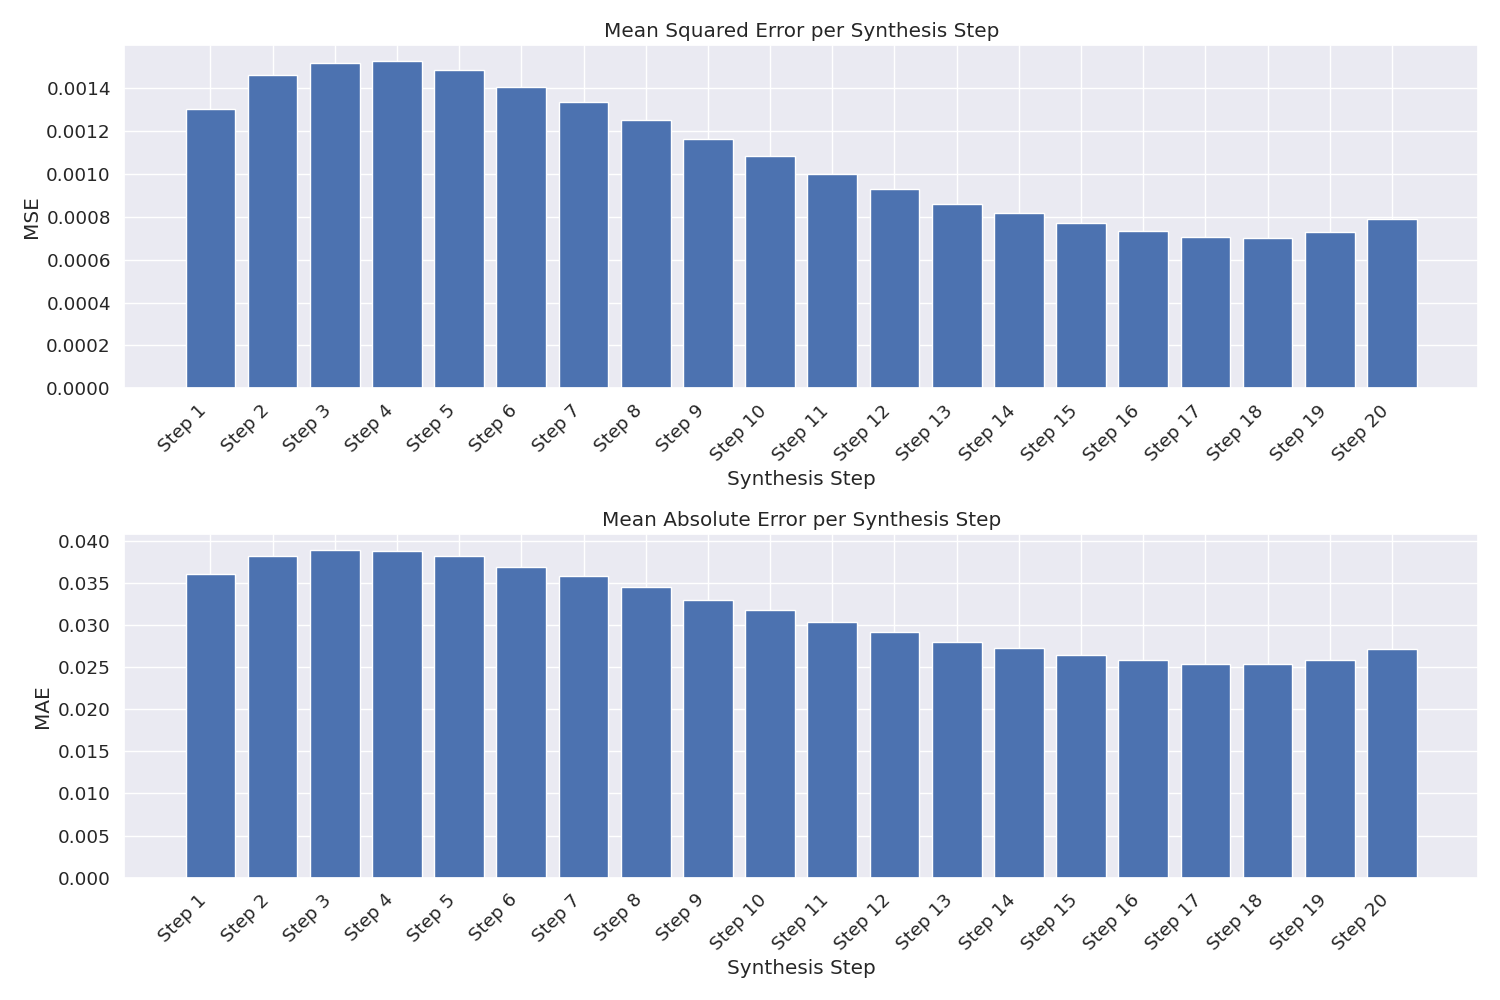 Mean Squared Error per Synthesis Step
MSE
0.0014
0.0012
0.0010
0.0008
0.0006
0.0004
0.0002
0.0000
Step 1
Step 2
Step 3
Step 4
Step 5
Step 6
Step 7
Step 8
Step 9
Step 10
Step 11
Step 12
Step 13
Step 14
Step 15
Step 16
Step 17
Step 18
Step 19
Step 20
Synthesis Step
Mean Absolute Error per Synthesis Step
MAE
0.040
0.035
0.030
0.025
0.020
0.015
0.010
0.005
0.000
Step 1
Step 2
Step 3
Step 4
Step 5
Step 6
Step 7
Step 8
Step 9
Step 10
Step 11
Step 12
Step 13
Step 14
Step 15
Step 16
Step 17
Step 18
Step 19
Step 20
Synthesis Step